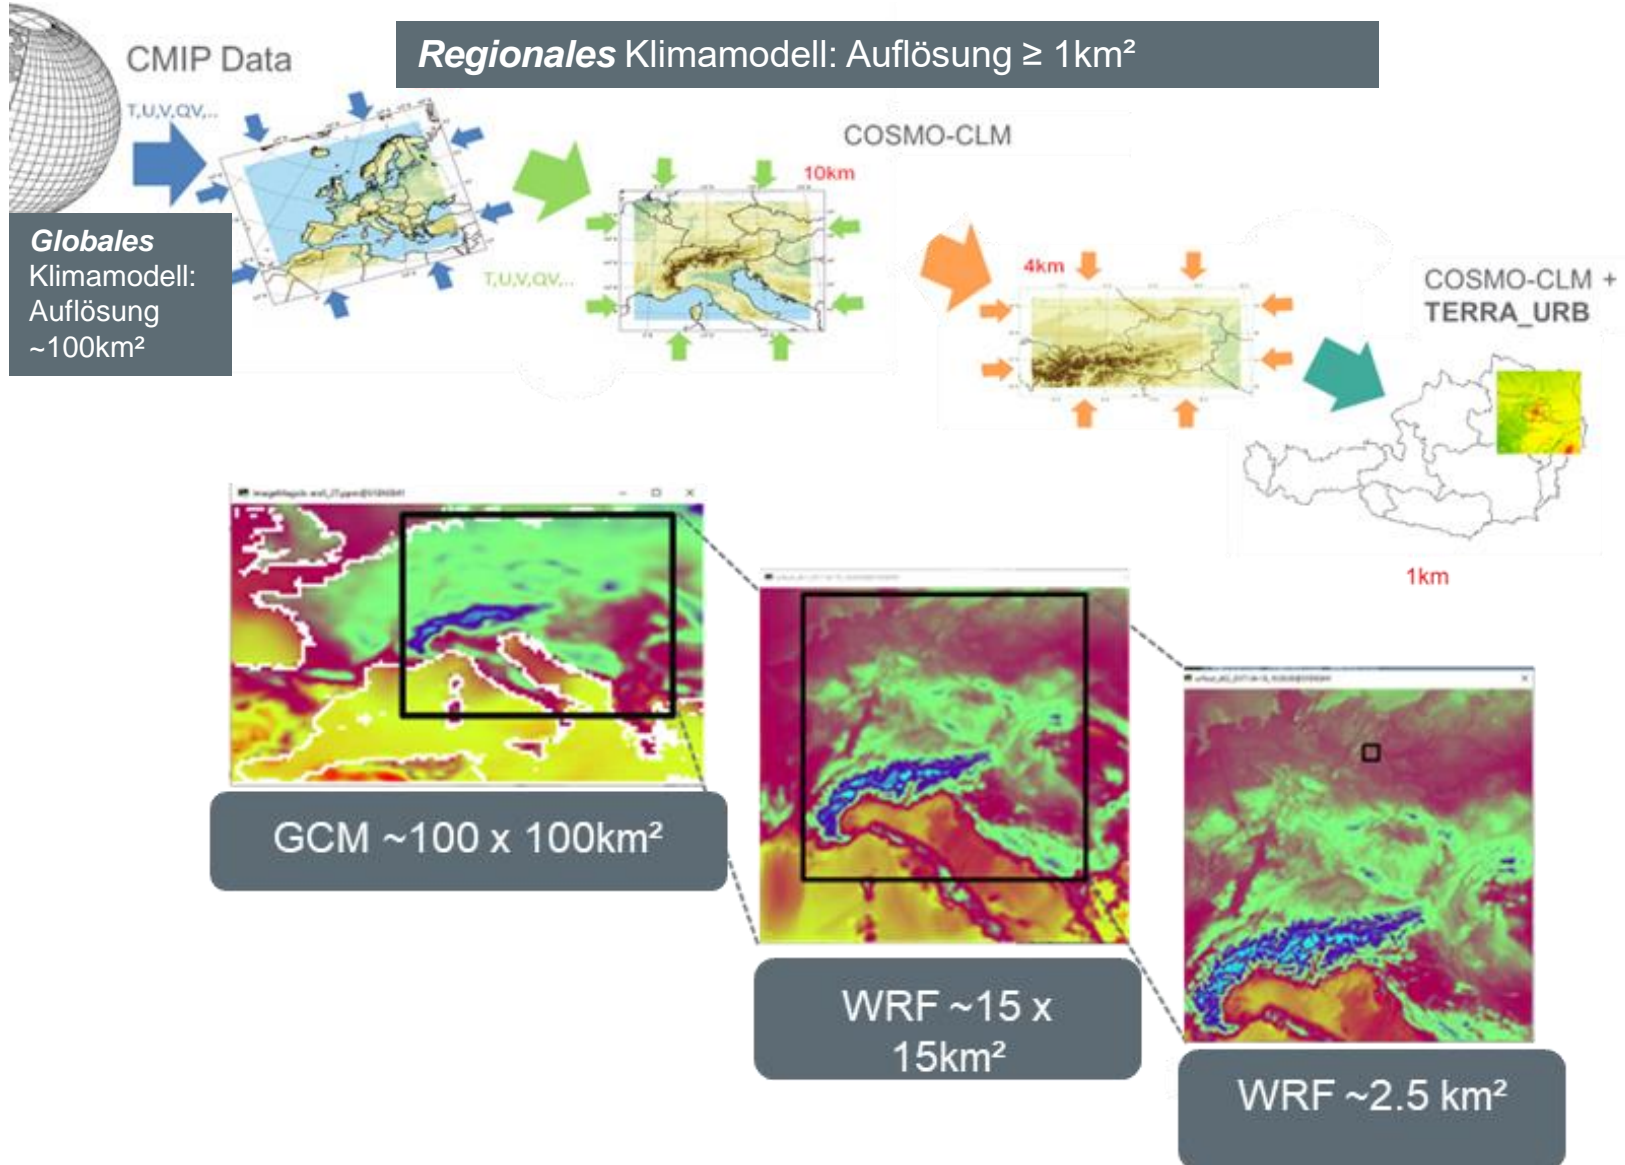 CMIP Data
Regionales Klimamodell: Auflösung ≥ 1km²
T,U,V,QV,..
COSMO-CLM
10km
Globales
Klimamodell:
Auflösung
~100km²
T,U,V,QV,..
4km
COSMO-CLM +
TERRA_URB
1km
GCM ~100 x 100km²
WRF ~15 x
15km²
WRF ~2.5 km²